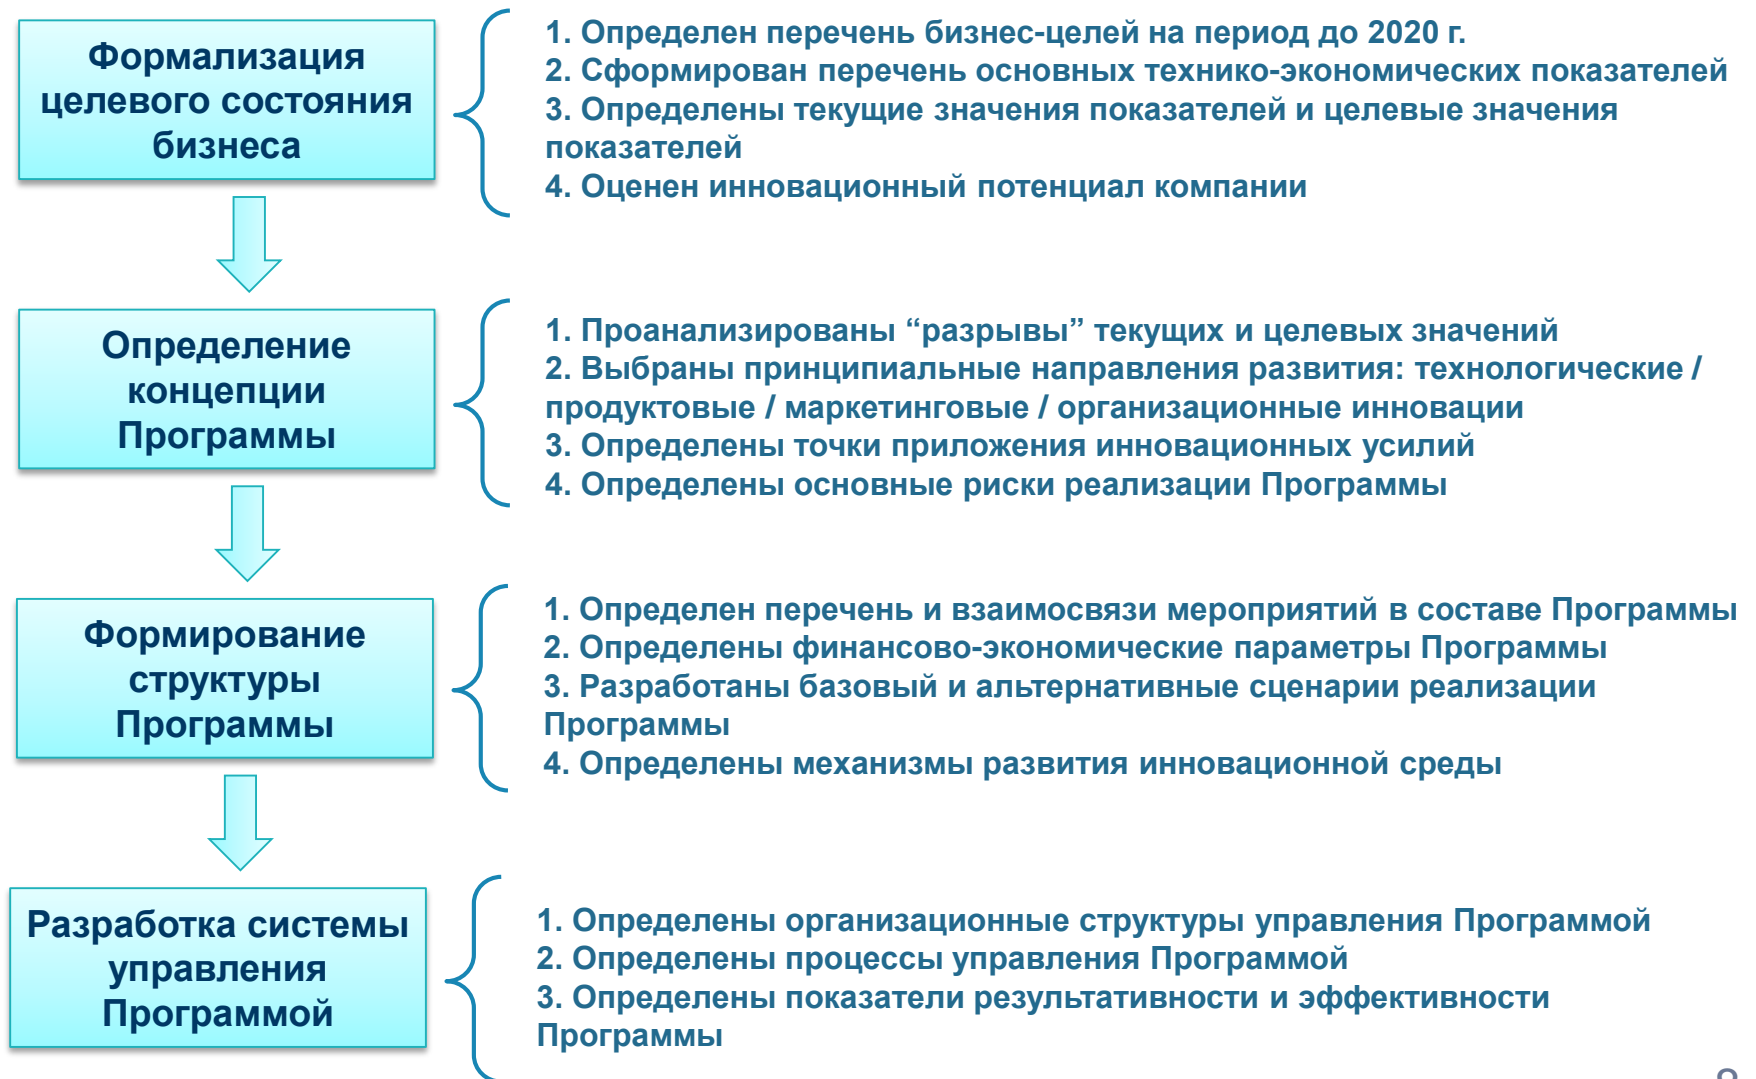 Формализация
целевого состояния
бизнеса
1. Определен перечень бизнес-целей на период до 2020 г.
2. Сформирован перечень основных технико-экономических показателей
3. Определены текущие значения показателей и целевые значения
показателей
4. Оценен инновационный потенциал компании
Определение
концепции
Программы
1. Проанализированы “разрывы” текущих и целевых значений
2. Выбраны принципиальные направления развития: технологические /
продуктовые / маркетинговые / организационные инновации
3. Определены точки приложения инновационных усилий
4. Определены основные риски реализации Программы
Формирование
структуры
Программы
1. Определен перечень и взаимосвязи мероприятий в составе Программы
2. Определены финансово-экономические параметры Программы
3. Разработаны базовый и альтернативные сценарии реализации
Программы
4. Определены механизмы развития инновационной среды
Разработка системы
управления
Программой
1. Определены организационные структуры управления Программой
2. Определены процессы управления Программой
3. Определены показатели результативности и эффективности
Программы